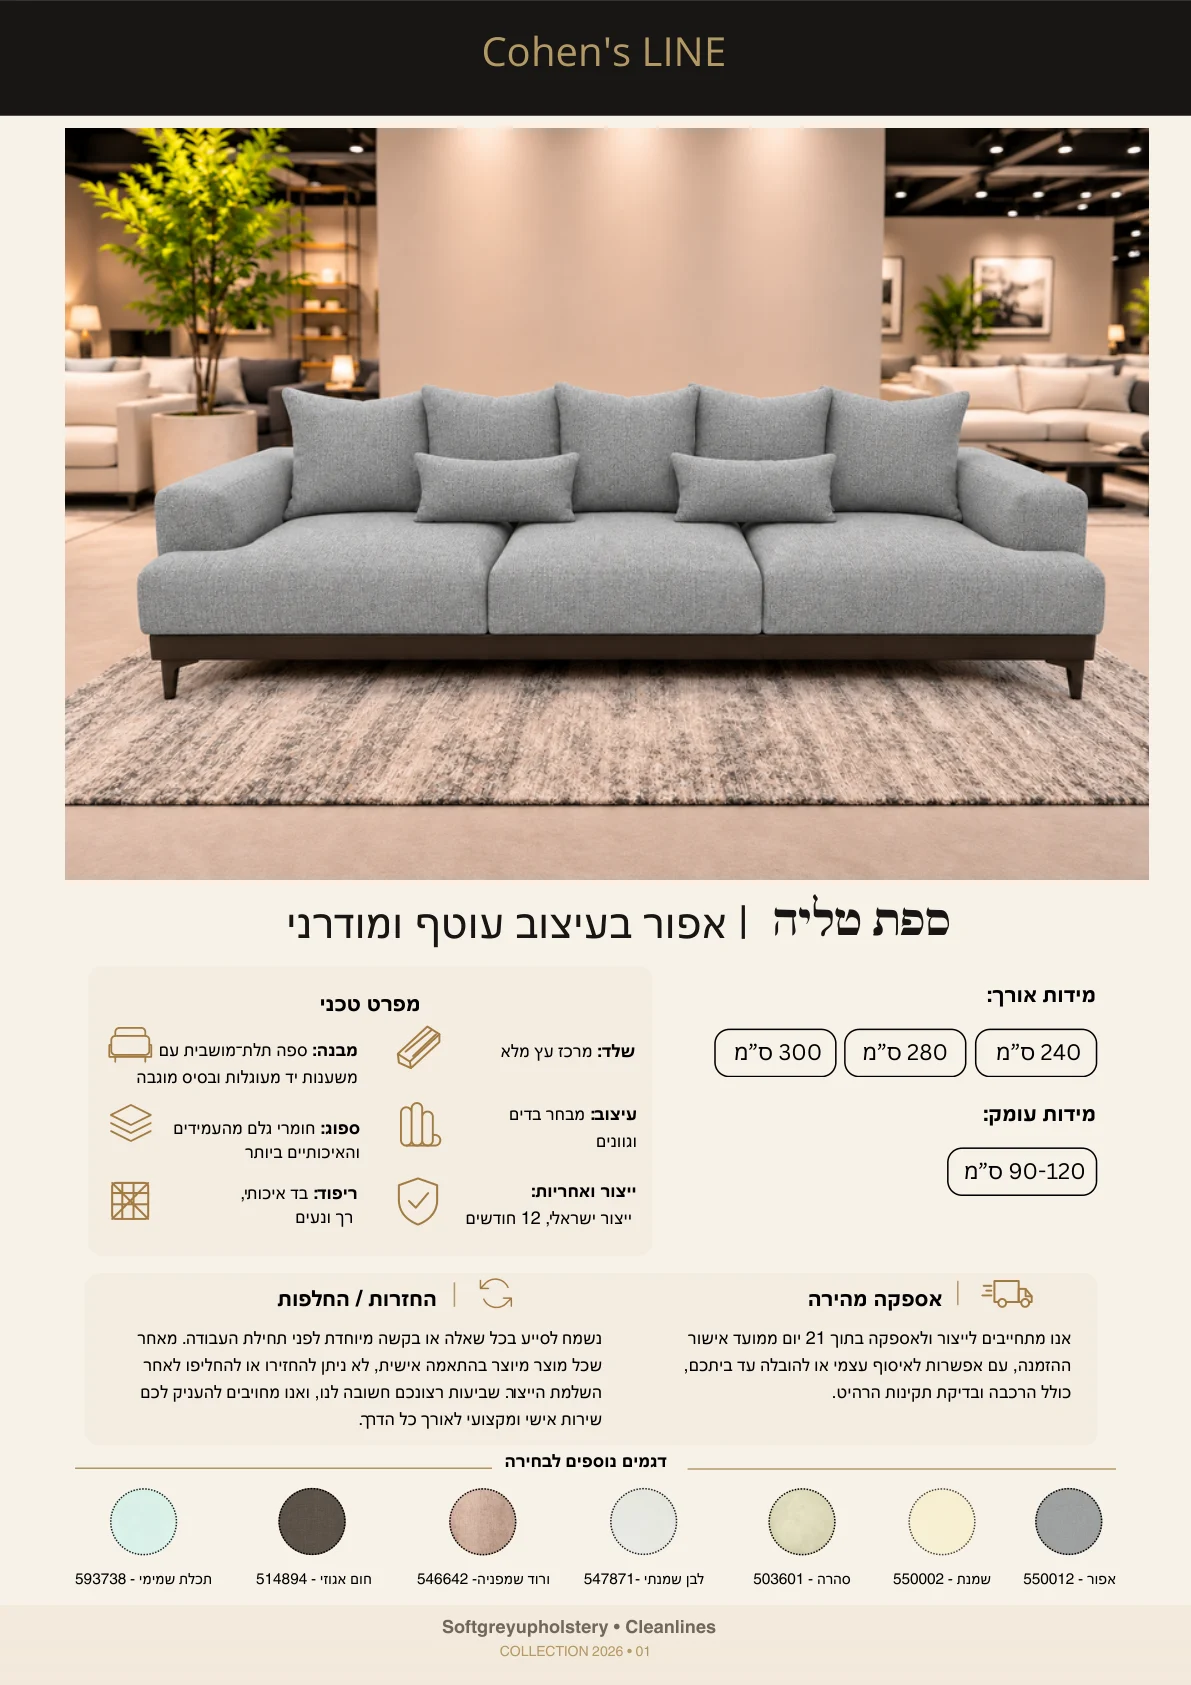 Cohen's LINE
ספת טליה | אפור בעיצוב עוטף ומודרני
מידות אורך:
240 ס”מ
280 ס”מ
300 ס”מ
מידות עומק:
90-120 ס”מ
מפרט טכני
שלד: מרכז עץ מלא
עיצוב: מבחר בדים
וגוונים
ייצור ואחריות:
ייצור ישראלי, 12 חודשים
מבנה: ספה תלת־מושבית עם
משענות יד מעוגלות ובסיס מוגבה
ספוג: חומרי גלם מהעמידים
והאיכותיים ביותר
ריפוד: בד איכותי,
רך ונעים
אספקה מהירה
אנו מתחייבים לייצור ולאספקה בתוך 21 יום ממועד אישור
ההזמנה, עם אפשרות לאיסוף עצמי או להובלה עד ביתכם,
כולל הרכבה ובדיקת תקינות הרהיט.
החזרות / החלפות
נשמח לסייע בכל שאלה או בקשה מיוחדת לפני תחילת העבודה. מאחר
שכל מוצר מיוצר בהתאמה אישית, לא ניתן להחזירו או להחליפו לאחר
השלמת הייצור. שביעות רצונכם חשובה לנו, ואנו מחויבים להעניק לכם
שירות אישי ומקצועי לאורך כל הדרך.
דגמים נוספים לבחירה
אפור - 550012
שמנת - 550002
סהרה - 503601
לבן שמנתי -547871
ורוד שמפניה- 546642
חום אגוזי - 514894
תכלת שמימי - 593738
Softgreyupholstery • Cleanlines
COLLECTION 2026 • 01